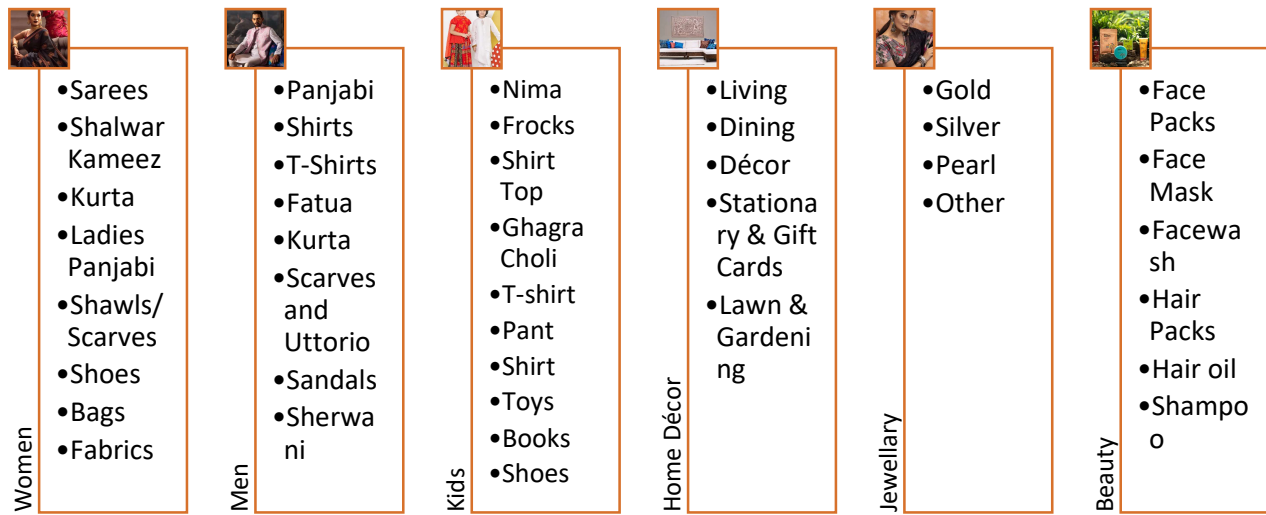 Women
•Sarees
•Shalwar
Kameez
•Kurta
•Ladies
Panjabi
•Shawls/
Scarves
•Shoes
•Bags
•Fabrics
Men
•Panjabi
•Shirts
•T-Shirts
•Fatua
•Kurta
•Scarves
and
Uttorio
•Sandals
•Sherwa
ni
Kids
•Nima
•Frocks
•Shirt
Top
•Ghagra
Choli
•T-shirt
•Pant
•Shirt
•Toys
•Books
•Shoes
Home Décor
•Living
•Dining
•Décor
•Stationa
ry & Gift
Cards
•Lawn &
Gardeni
ng
Jewellary
•Gold
•Silver
•Pearl
•Other
Beauty
•Face
Packs
•Face
Mask
•Facewa
sh
•Hair
Packs
•Hair oil
•Shampo
o